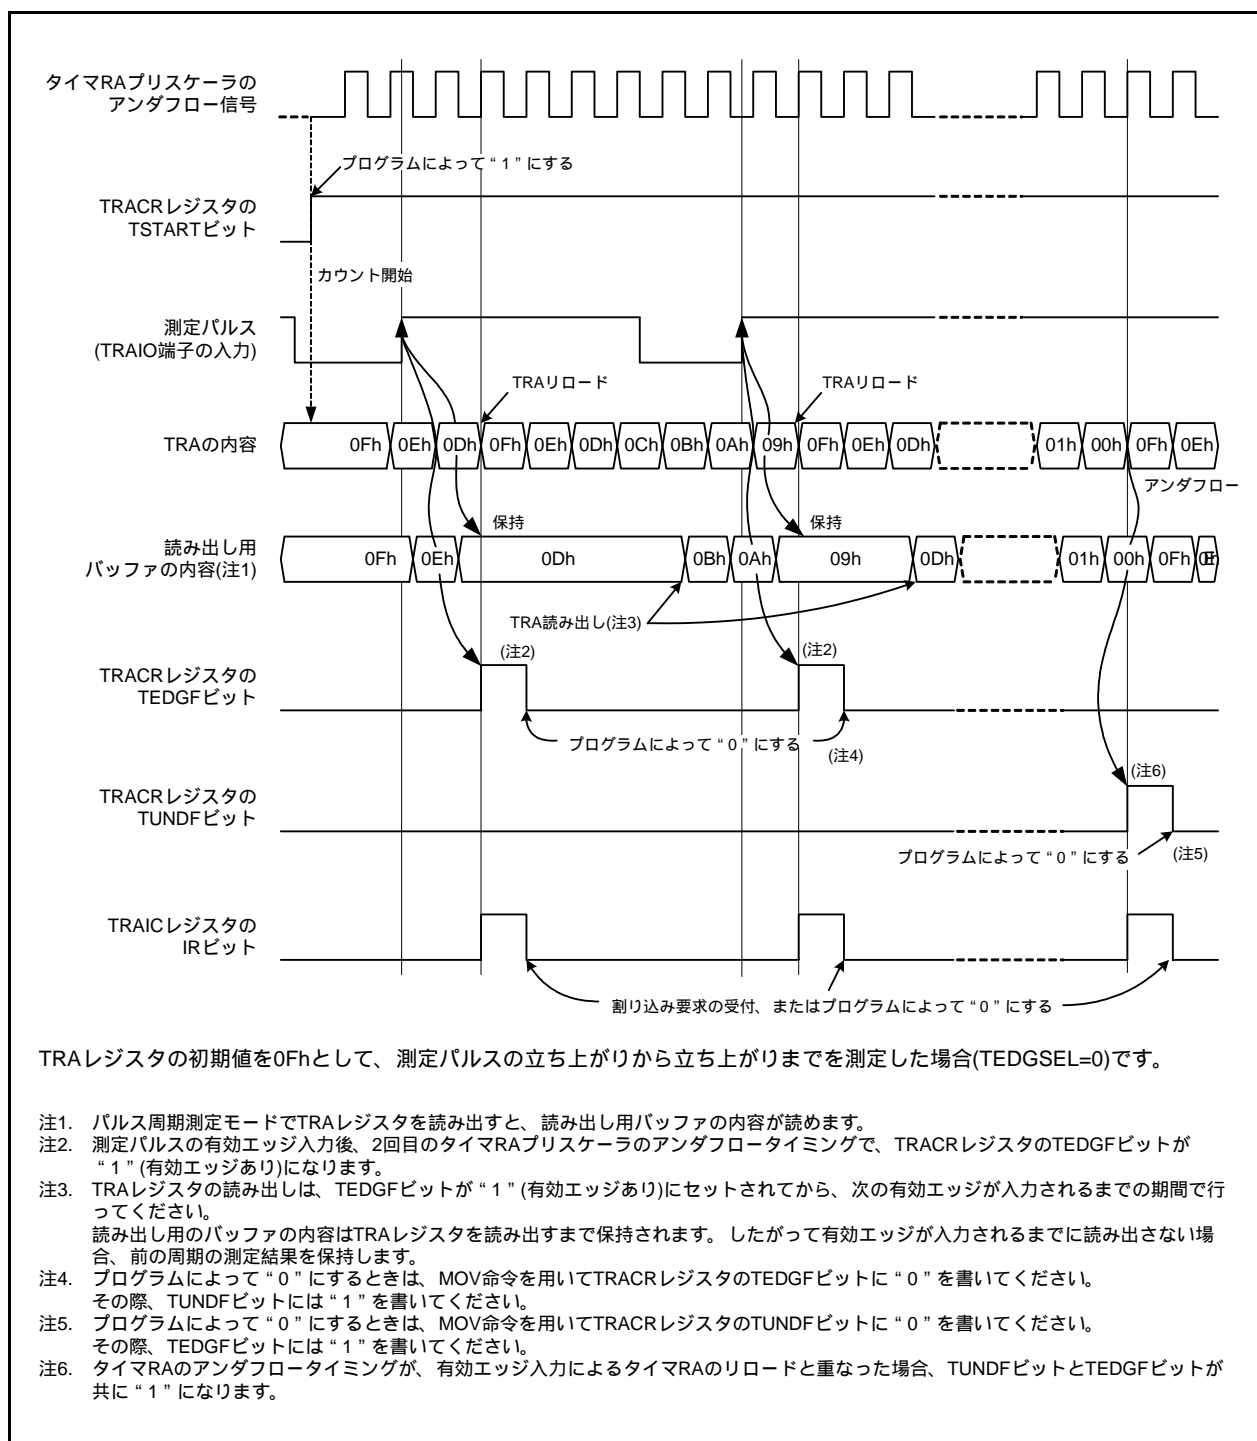 タイマRAプリスケーラの
アンダフロー信号
プログラムによって“1”にする
TRACRレジスタの
TSTARTビット
カウント開始
測定パルス
(TRAIO端子の入力)
TRAリロード
TRAリロード
TRAの内容
0Fh 0Eh 0Dh 0Fh 0Eh 0Dh 0Ch 0Bh 0Ah 09h 0Fh 0Eh 0Dh 01h 00h 0Fh 0Eh
アンダフロー
保持
保持
読み出し用
バッファの内容(注1)
0Fh 0Eh 0Dh 0Bh 0Ah 09h 0Dh 01h 00h 0Fh
TRA読み出し(注3)
(注2)
(注2)
TRACRレジスタの
TEDGFビット
プログラムによって“0”にする
(注4)
(注6)
TRACRレジスタの
TUNDFビット
プログラムによって“0”にする
(注5)
TRAICレジスタの
IRビット
割り込み要求の受付、またはプログラムによって“0”にする
TRAレジスタの初期値を0Fhとして、測定パルスの立ち上がりから立ち上がりまでを測定した場合(TEDGSEL=0)です。
注1. パルス周期測定モードでTRAレジスタを読み出すと、読み出し用バッファの内容が読めます。
注2. 測定パルスの有効エッジ入力後、2回目のタイマRAプリスケーラのアンダフロータイミングで、TRACRレジスタのTEDGFビットが
“1”(有効エッジあり)になります。
注3. TRAレジスタの読み出しは、TEDGFビットが“1”(有効エッジあり)にセットされてから、次の有効エッジが入力されるまでの期間で行
ってください。
読み出し用のバッファの内容はTRAレジスタを読み出すまで保持されます。したがって有効エッジが入力されるまでに読み出さない場
合、前の周期の測定結果を保持します。
注4. プログラムによって“0”にするときは、MOV命令を用いてTRACRレジスタのTEDGFビットに“0”を書いてください。
その際、TUNDFビットには“1”を書いてください。
注5. プログラムによって“0”にするときは、MOV命令を用いてTRACRレジスタのTUNDFビットに“0”を書いてください。
その際、TEDGFビットには“1”を書いてください。
注6. タイマRAのアンダフロータイミングが、有効エッジ入力によるタイマRAのリロードと重なった場合、TUNDFビットとTEDGFビットが
共に“1”になります。